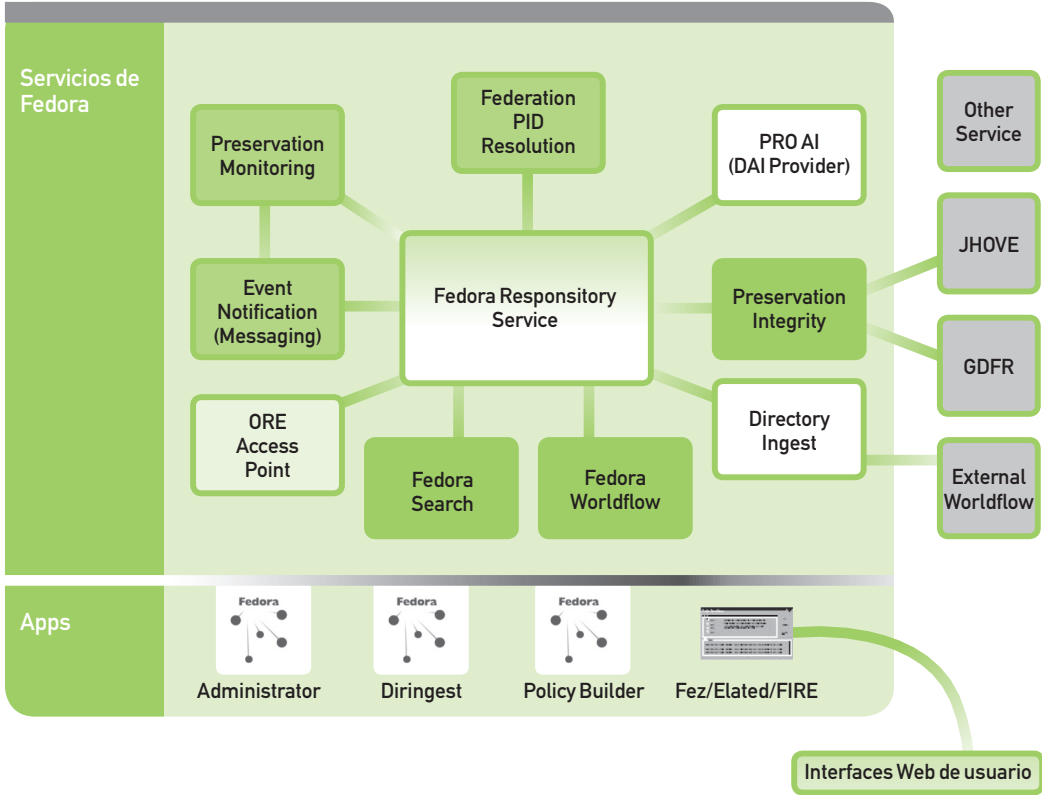 Servicios de
Fedora
Preservation
Monitoring
Federation
PID
Resolution
PRO AI
(DAI Provider)
Other
Service
Event
Notification
(Messaging)
Fedora Responsitory
Service
Preservation
Integrity
JHOVE
GDFR
ORE
Access
Point
Fedora
Search
Fedora
Worldflow
Directory
Ingest
External
Worldflow
Apps
Fedora
Fedora
Fedora
Administrator
Diringest
Policy Builder
Fez/Elated/FIRE
Interfaces Web de usuario